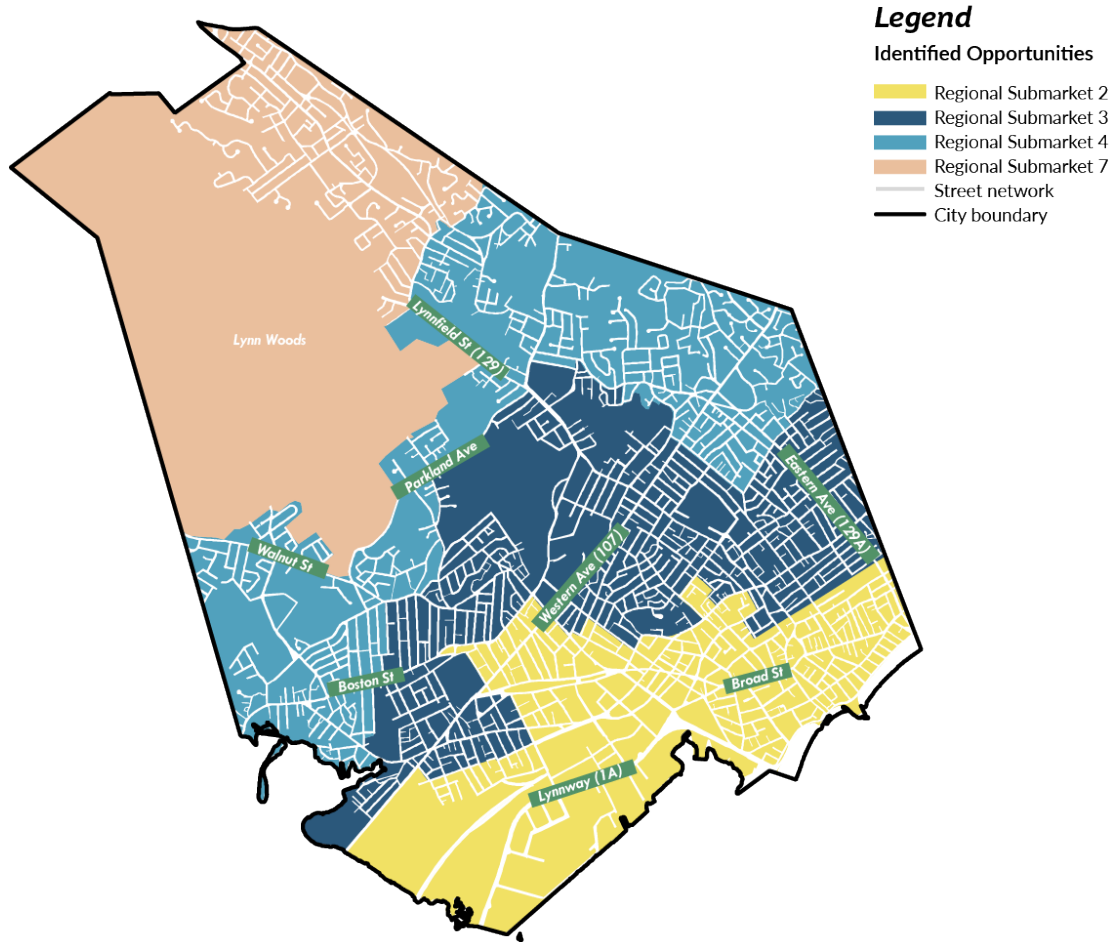 Legend
Identified Opportunities
Regional Submarket 2
Regional Submarket 3
Regional Submarket 4
Regional Submarket 7
Street network
City boundary
Lynn Woods
Lynnfield St (129)
Parkland Ave
Eastern Ave (129A)
Walnut St
Western Ave (107)
Boston St
Broad St
Lynnway (1A)